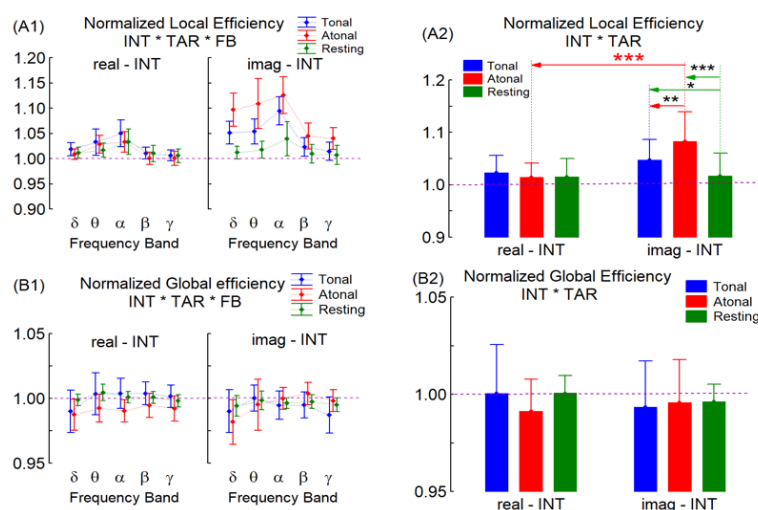 (A1)
Normalized Local Efficiency
INT * TAR * FB
Tonal
Atonal
Resting
real - INT
imag - INT
1.20
1.15
1.10
1.05
1.00
0.95
0.90
δ θ α β γ
δ θ α β γ
Frequency Band
Frequency Band
(A2)
Normalized Local Efficiency
INT * TAR
Tonal
Atonal
Resting
***
***
*
**
1.2
1.1
1.0
0.9
real - INT
imag - INT
(B1)
Normalized Global efficiency
INT * TAR * FB
Tonal
Atonal
Resting
real - INT
imag - INT
1.05
1.00
0.95
δ θ α β γ
δ θ α β γ
Frequency Band
Frequency Band
(B2)
Normalized Global Efficiency
INT * TAR
Tonal
Atonal
Resting
1.05
1.00
0.95
real - INT
imag - INT